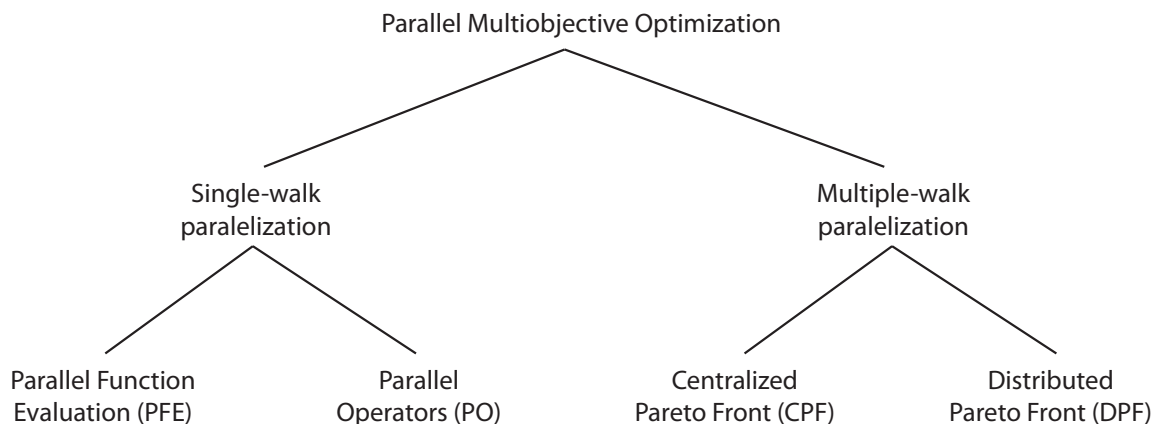 Parallel Multiobjective Optimization
Single-walk
paralelization
Multiple-walk
paralelization
Parallel Function
Evaluation (PFE)
Parallel
Operators (PO)
Centralized
Pareto Front (CPF)
Distributed
Pareto Front (DPF)